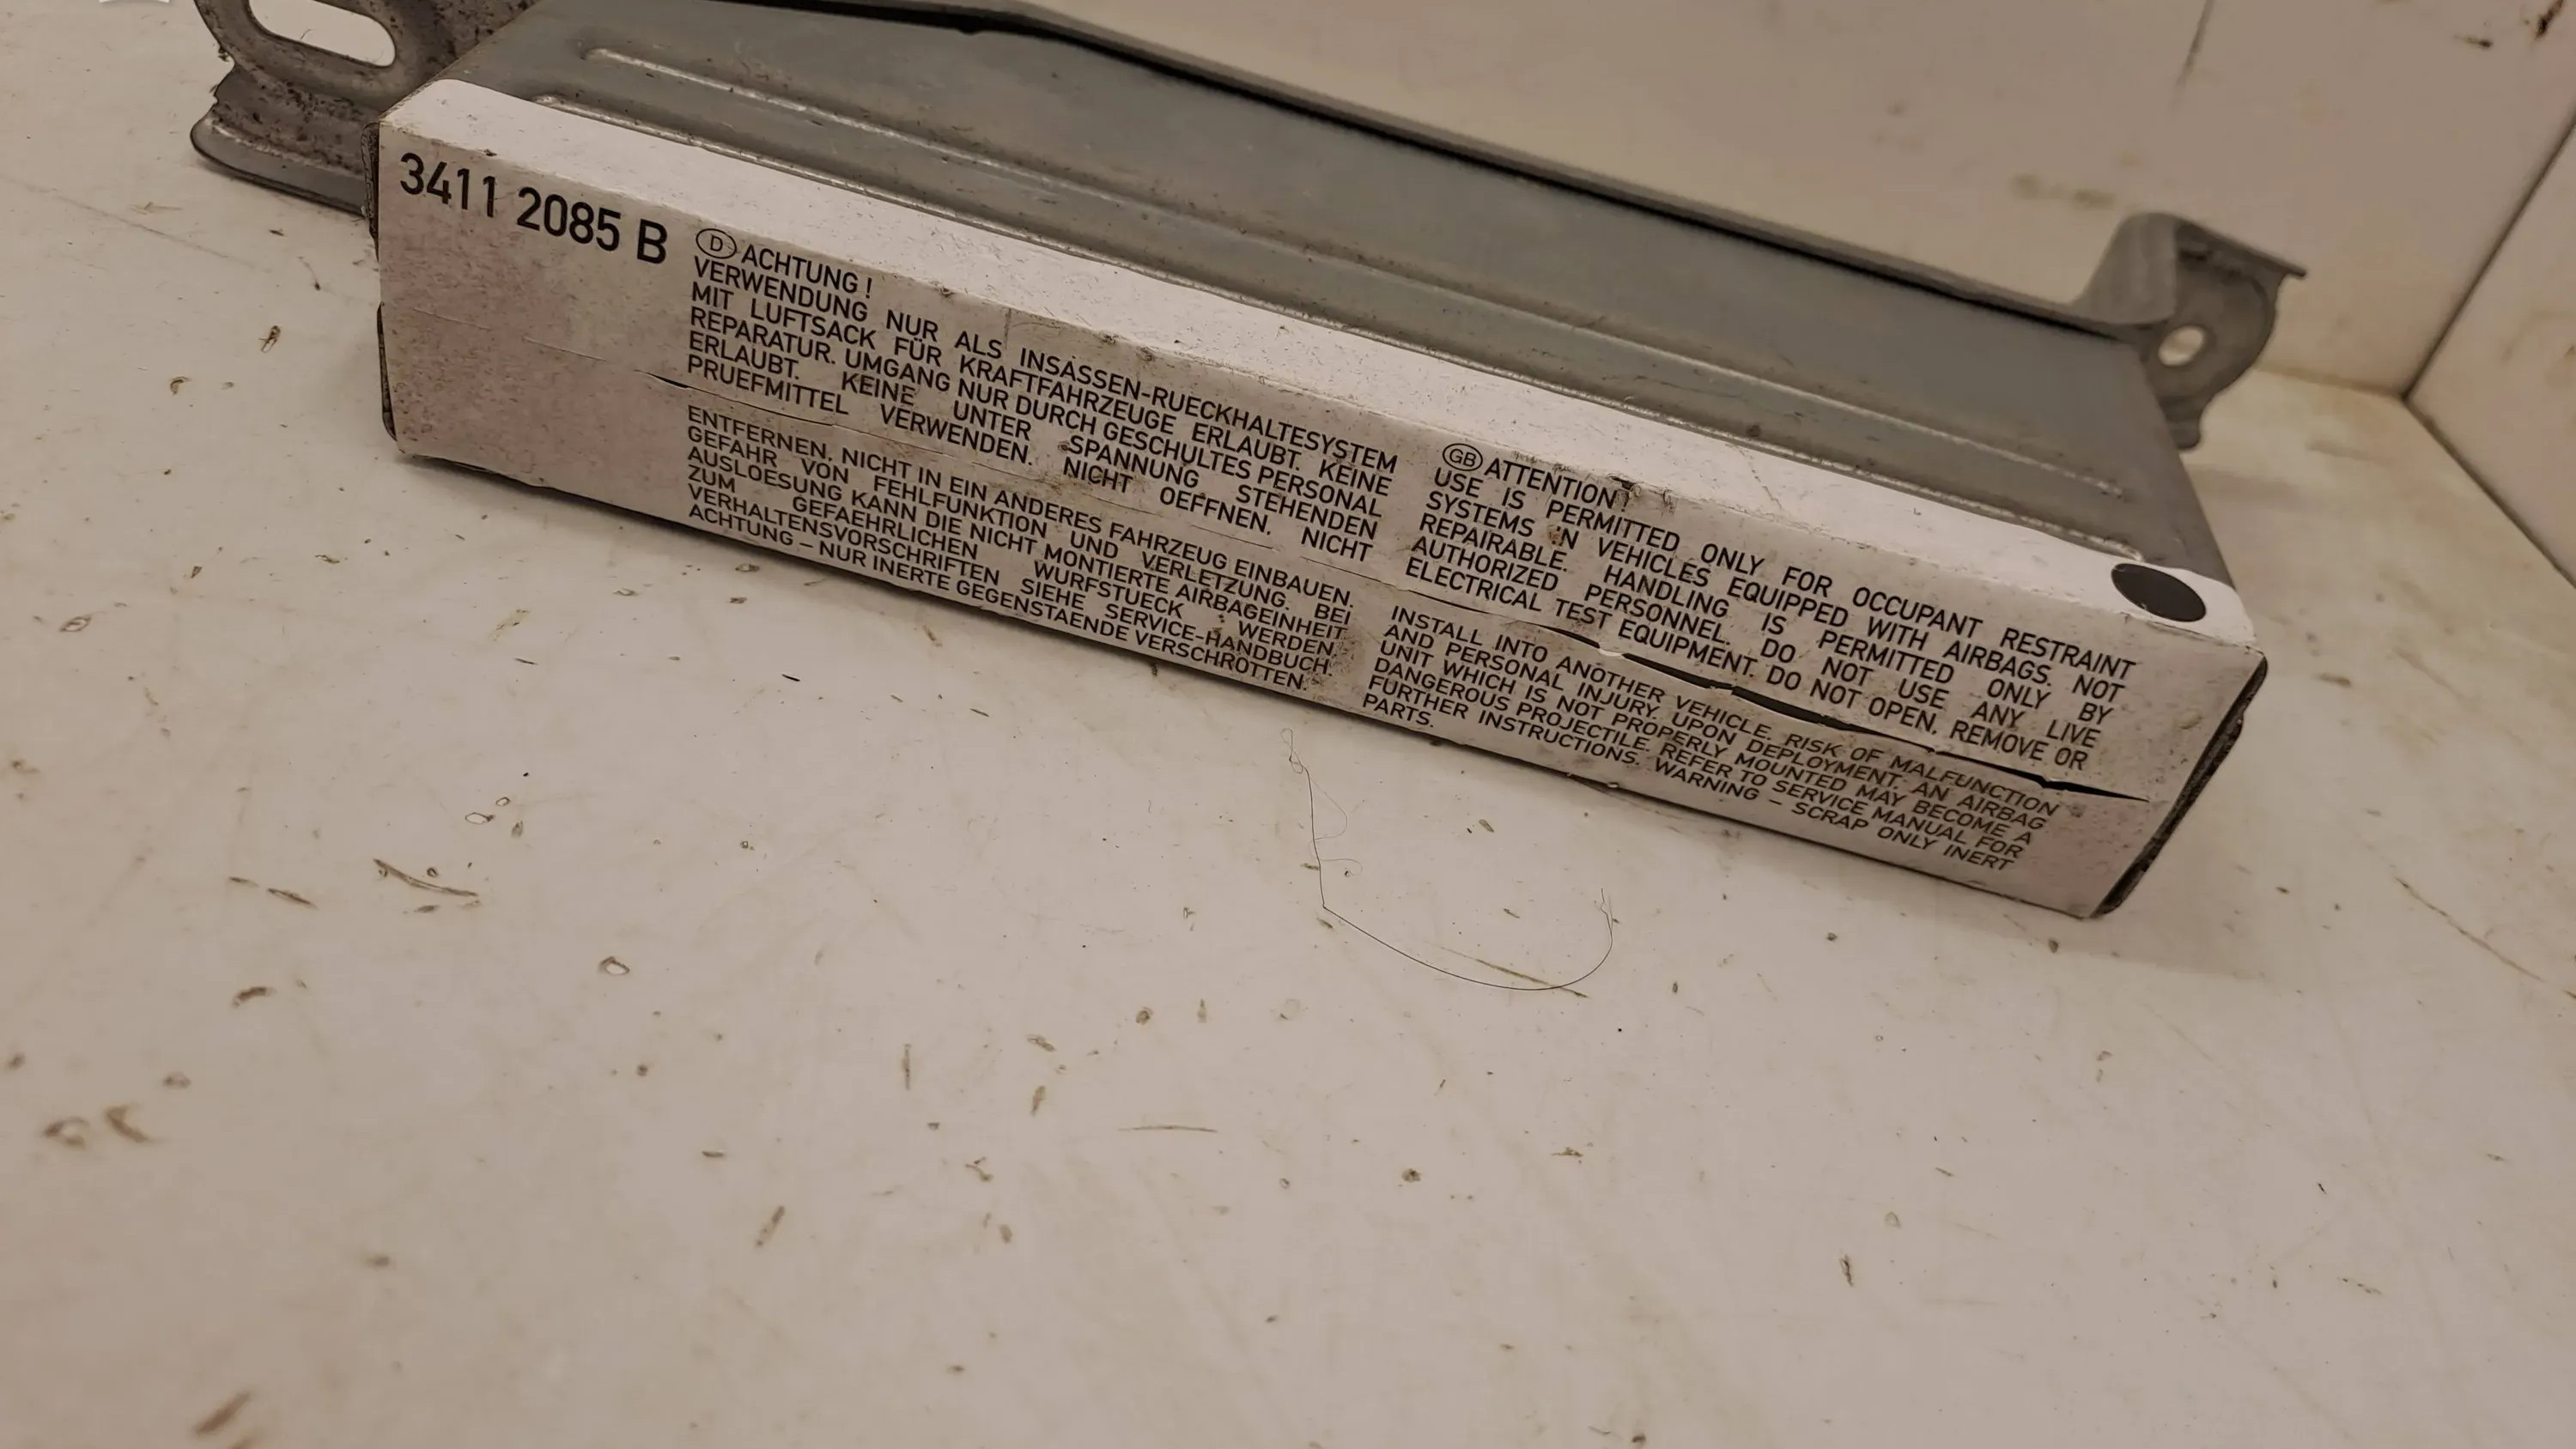 3411 2085 B
D ACHTUNG !
VERWENDUNG NUR ALS INSASSEN-RUECKHALTESYSTEM
MIT LUFTSACK FÜR KRAFTFAHRZEUGE ERLAUBT. KEINE
REPARATUR. UMGANG NUR DURCH GESCHULTES PERSONAL
ERLAUBT. KEINE UNTER SPANNUNG STEHENDEN
PRUEFMITTEL VERWENDEN. NICHT OEFFNEN, NICHT
ENTFERNEN, NICHT IN EIN ANDERES FAHRZEUG EINBAUEN.
GEFAHR VON FEHLFUNKTION UND VERLETZUNG. BEI
AUSLOESUNG KANN DIE NICHT MONTIERTE AIRBAGEINHEIT
ZUM GEFAEHRLICHEN WURFSTUECK WERDEN.
VERHALTENSVORSCHRIFTEN SIEHE SERVICE-HANDBUCH.
ACHTUNG – NUR INERTE GEGENSTAENDE VERSCHROTTEN.
GB ATTENTION !
USE IS PERMITTED ONLY FOR OCCUPANT RESTRAINT
SYSTEMS IN VEHICLES EQUIPPED WITH AIRBAGS. NOT
REPAIRABLE. HANDLING IS PERMITTED ONLY BY
AUTHORIZED PERSONNEL. DO NOT USE ANY LIVE
ELECTRICAL TEST EQUIPMENT. DO NOT OPEN, REMOVE OR
INSTALL INTO ANOTHER VEHICLE. RISK OF MALFUNCTION
AND PERSONAL INJURY. UPON DEPLOYMENT, AN AIRBAG
UNIT WHICH IS NOT PROPERLY MOUNTED MAY BECOME A
DANGEROUS PROJECTILE. REFER TO SERVICE MANUAL FOR
FURTHER INSTRUCTIONS. WARNING – SCRAP ONLY INERT
PARTS.